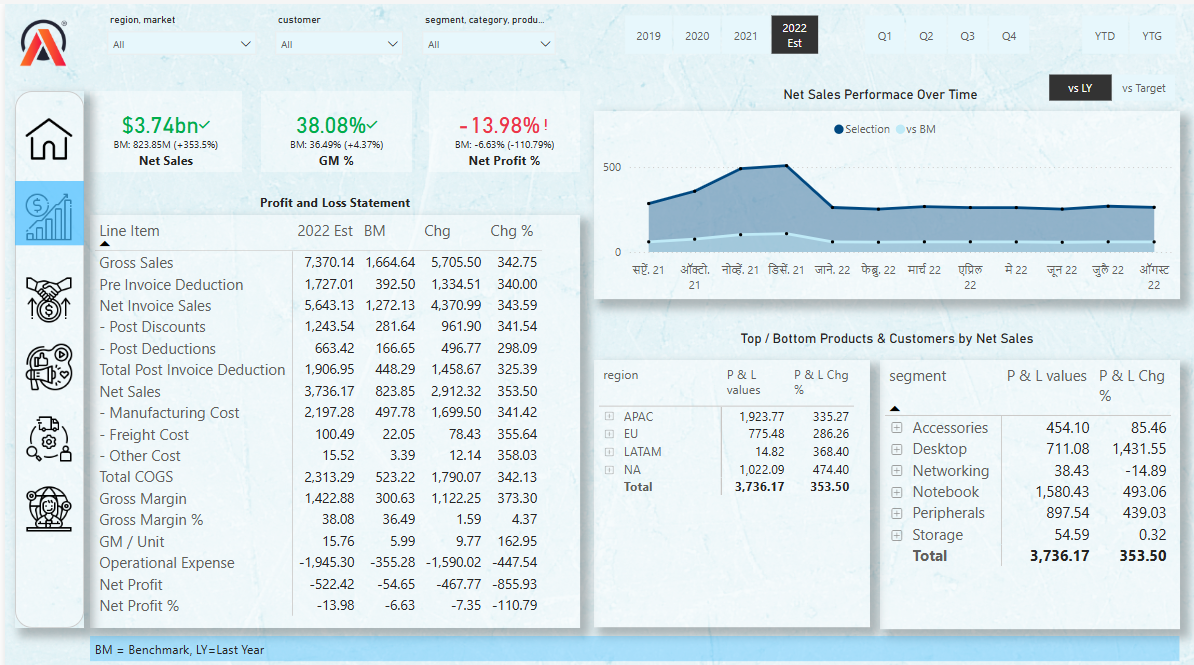 region, market
All
customer
All
segment, category, produ...
All
2019
2020
2021
2022
Est
Q1
Q2
Q3
Q4
YTD
YTG
vs LY
vs Target
$3.74bn
BM: 823.85M (+353.5%)
Net Sales
38.08%
BM: 36.49% (+4.37%)
GM %
-13.98% !
BM: -6.63% (-110.79%)
Net Profit %
Net Sales Performace Over Time
Selection vs BM
500
0
सप्टें. 21 ऑक्टो. 21 नोव्हें. 21 डिसें. 21 जाने. 22 फेब्रु. 22 मार्च 22 एप्रिल 22 मे 22 जून 22 जुलै 22 ऑगस्ट 22
Profit and Loss Statement
Line Item 2022 Est BM Chg Chg %
Gross Sales 7,370.14 1,664.64 5,705.50 342.75
Pre Invoice Deduction 1,727.01 392.50 1,334.51 340.00
Net Invoice Sales 5,643.13 1,272.13 4,370.99 343.59
- Post Discounts 1,243.54 281.64 961.90 341.54
- Post Deductions 663.42 166.65 496.77 298.09
Total Post Invoice Deduction 1,906.95 448.29 1,458.67 325.39
Net Sales 3,736.17 823.85 2,912.32 353.50
- Manufacturing Cost 2,197.28 497.78 1,699.50 341.42
- Freight Cost 100.49 22.05 78.43 355.64
- Other Cost 15.52 3.39 12.14 358.03
Total COGS 2,313.29 523.22 1,790.07 342.13
Gross Margin 1,422.88 300.63 1,122.25 373.30
Gross Margin % 38.08 36.49 1.59 4.37
GM / Unit 15.76 5.99 9.77 162.95
Operational Expense -1,945.30 -355.28 -1,590.02 -447.54
Net Profit -522.42 -54.65 -467.77 -855.93
Net Profit % -13.98 -6.63 -7.35 -110.79
Top / Bottom Products & Customers by Net Sales
region P & L values P & L Chg %
APAC 1,923.77 335.27
EU 775.48 286.26
LATAM 14.82 368.40
NA 1,022.09 474.40
Total 3,736.17 353.50
segment P & L values P & L Chg %
Accessories 454.10 85.46
Desktop 711.08 1,431.55
Networking 38.43 -14.89
Notebook 1,580.43 493.06
Peripherals 897.54 439.03
Storage 54.59 0.32
Total 3,736.17 353.50
BM = Benchmark, LY=Last Year